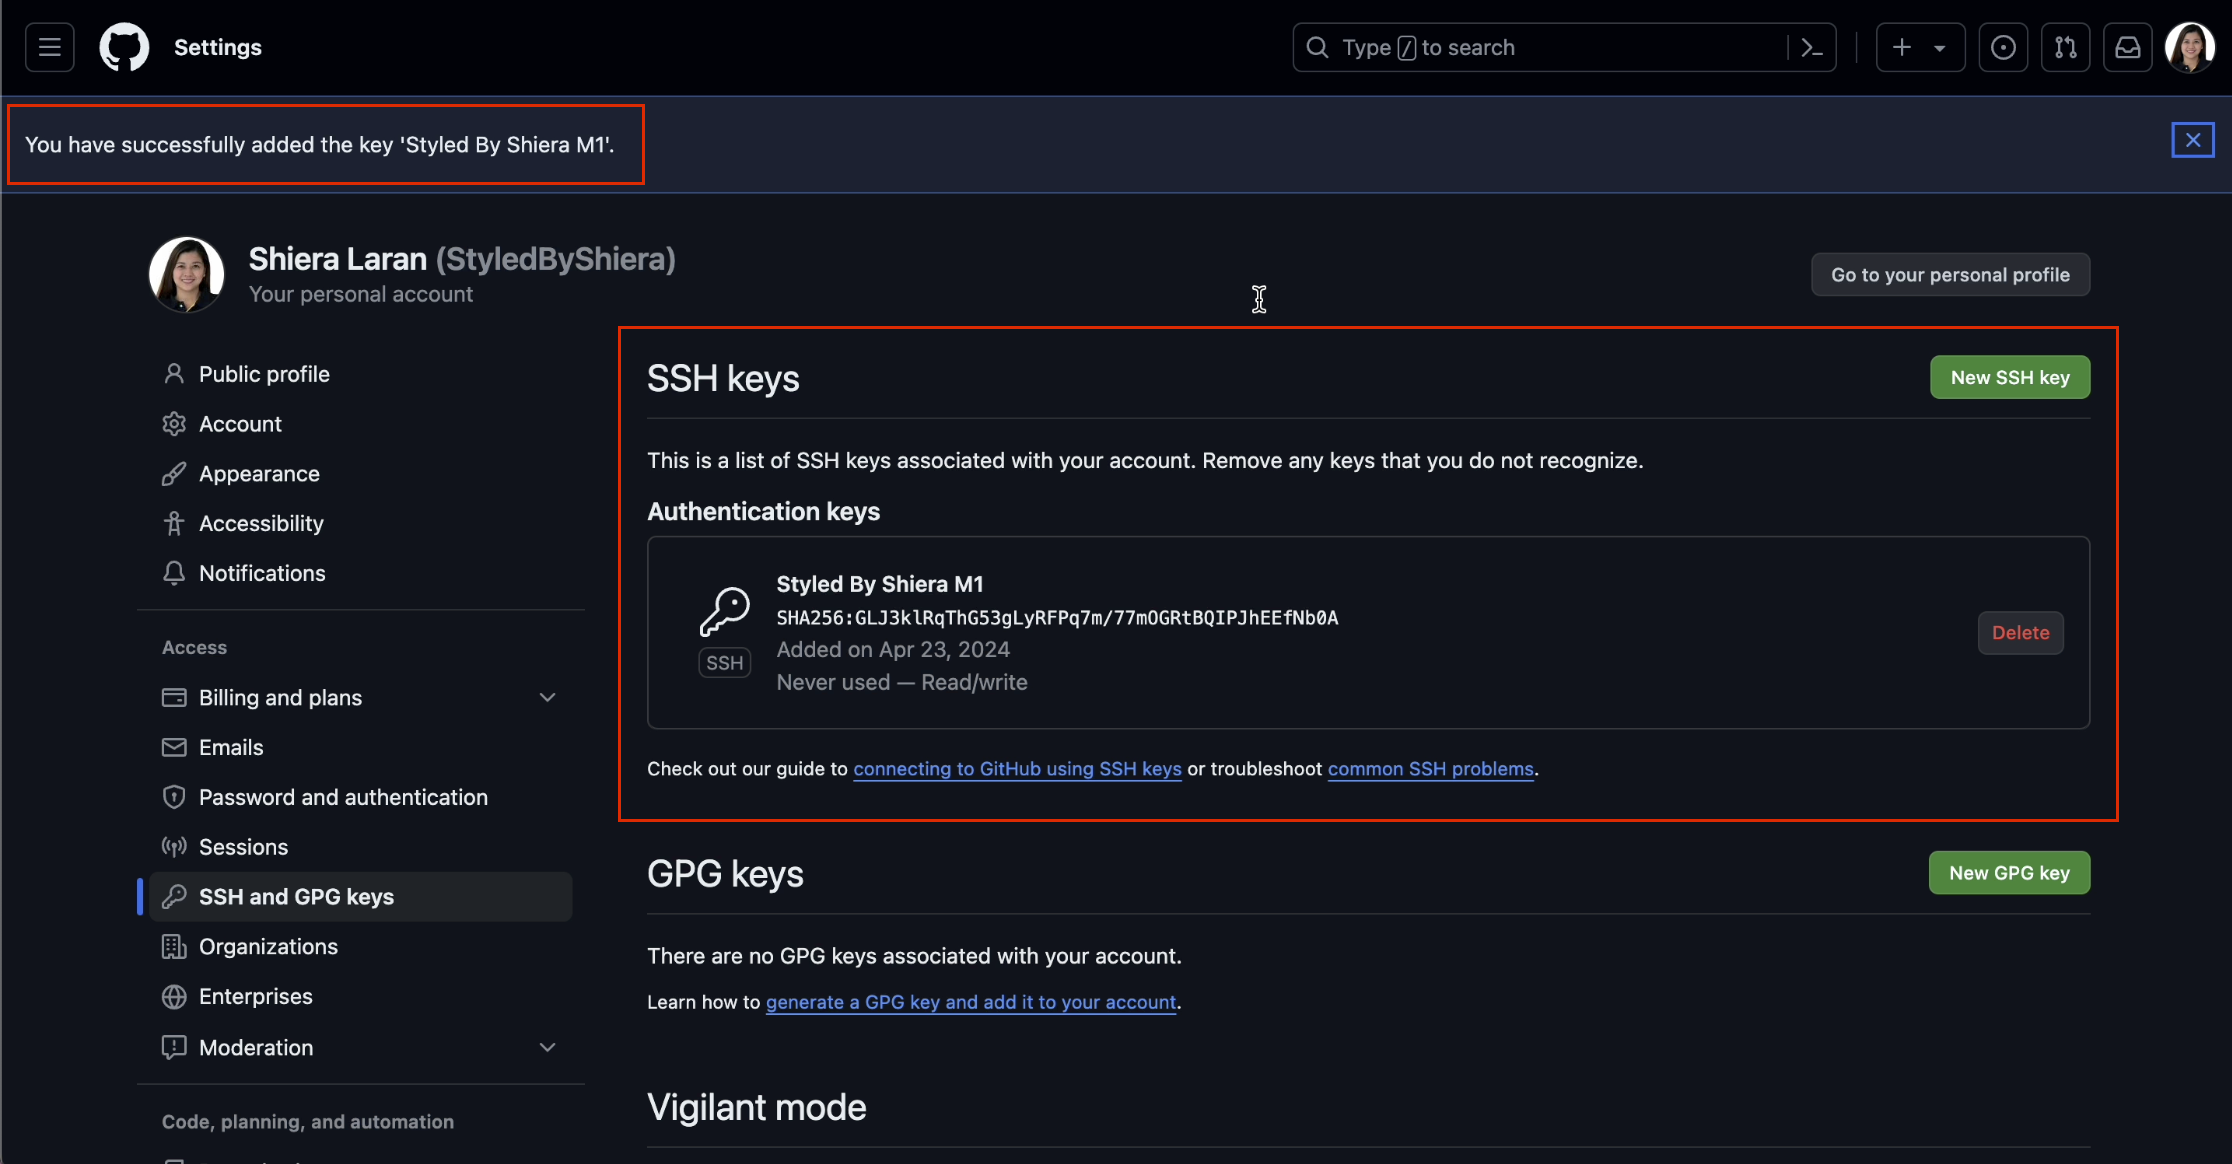 Settings
Type / to search
You have successfully added the key 'Styled By Shiera M1'.
Shiera Laran (StyledByShiera)
Your personal account
Go to your personal profile
Public profile
Account
Appearance
Accessibility
Notifications
Access
Billing and plans
Emails
Password and authentication
Sessions
SSH and GPG keys
Organizations
Enterprises
Moderation
Code, planning, and automation
SSH keys
New SSH key
This is a list of SSH keys associated with your account. Remove any keys that you do not recognize.
Authentication keys
Styled By Shiera M1
SHA256:GLJ3klRqThG53gLyRFPq7m/77mOGRtBQIPJhEEfNb0A
SSH
Added on Apr 23, 2024
Never used — Read/write
Delete
Check out our guide to connecting to GitHub using SSH keys or troubleshoot common SSH problems.
GPG keys
New GPG key
There are no GPG keys associated with your account.
Learn how to generate a GPG key and add it to your account.
Vigilant mode